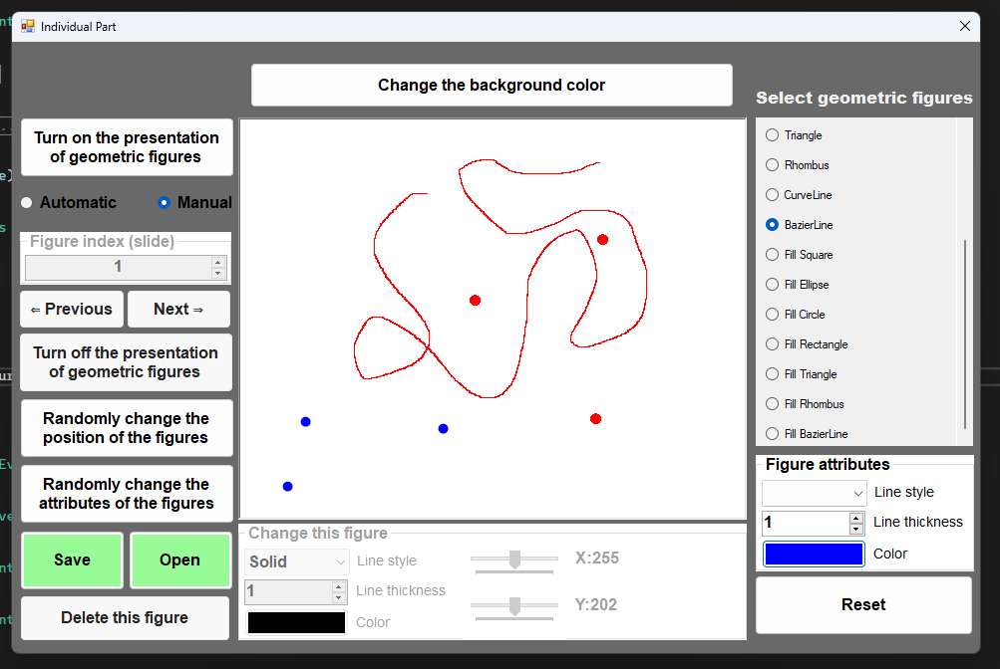 Individual Part
Change the background color
Select geometric figures
Turn on the presentation
of geometric figures
Automatic
Manual
Figure index (slide)
1
⇐ Previous
Next ⇒
Turn off the presentation
of geometric figures
Randomly change the
position of the figures
Randomly change the
attributes of the figures
Save
Open
Delete this figure
Change this figure
Solid
Line style
1
Line thickness
Color
X:255
Y:202
Triangle
Rhombus
CurveLine
BazierLine
Fill Square
Fill Ellipse
Fill Circle
Fill Rectangle
Fill Triangle
Fill Rhombus
Fill BazierLine
Figure attributes
Line style
1
Line thickness
Color
Reset